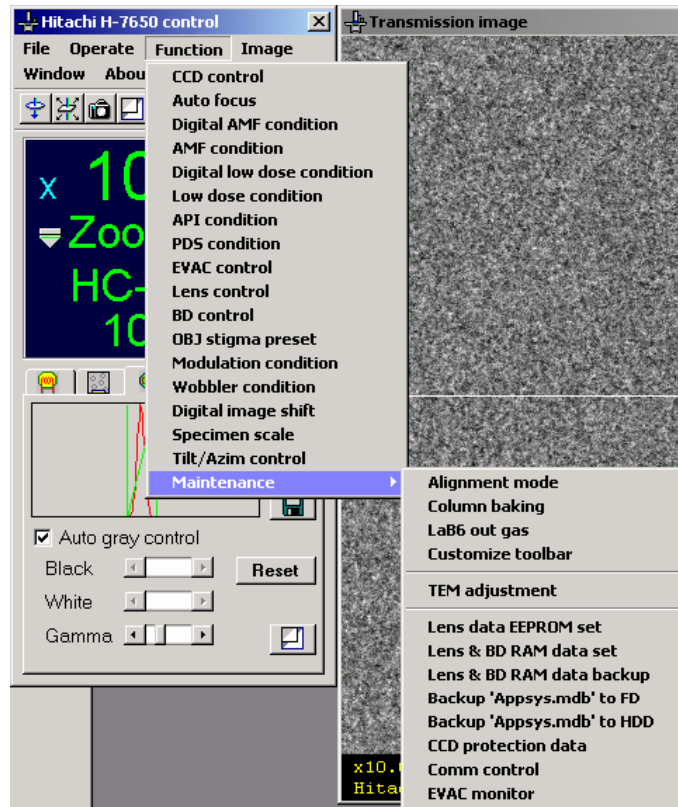 Hitachi H-7650 control
Transmission image
File Operate Function Image
Window
CCD control
Auto focus
Digital AMF condition
AMF condition
Digital low dose condition
Low dose condition
API condition
PDS condition
EVAC control
Lens control
BD control
OBJ stigma preset
Modulation condition
Wobbler condition
Digital image shift
Specimen scale
Tilt/Azim control
Maintenance
x 10
Zoo
HC-
10
Auto gray control
Black
Reset
White
Gamma
Alignment mode
Column baking
LaB6 out gas
Customize toolbar
TEM adjustment
Lens data EEPROM set
Lens & BD RAM data set
Lens & BD RAM data backup
Backup 'Appsys.mdb' to FD
Backup 'Appsys.mdb' to HDD
CCD protection data
Comm control
EVAC monitor
x10.
Hita